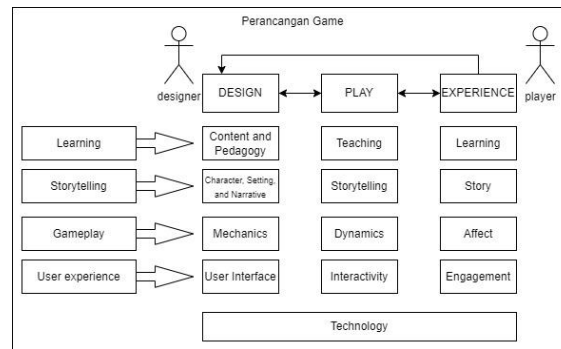 Perancangan Game
designer
DESIGN
PLAY
EXPERIENCE
player
Learning
Content and
Pedagogy
Teaching
Learning
Storytelling
Character, Setting,
and Narrative
Storytelling
Story
Gameplay
Mechanics
Dynamics
Affect
User experience
User Interface
Interactivity
Engagement
Technology